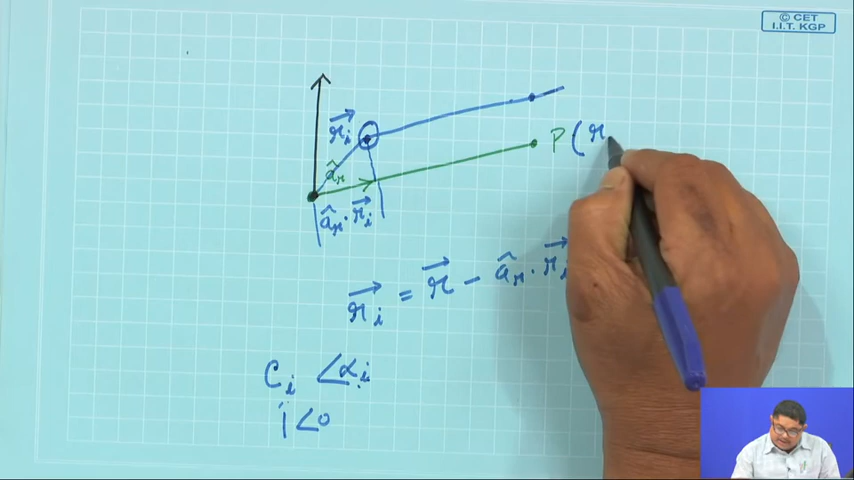 © CET
I.I.T. KGP
r⃗ᵢ
âᵣ
P (r
âᵣ · r⃗ᵢ
r⃗ᵢ = r⃗ − âᵣ · r⃗ᵢ
Cᵢ ∠αᵢ
1 ∠0